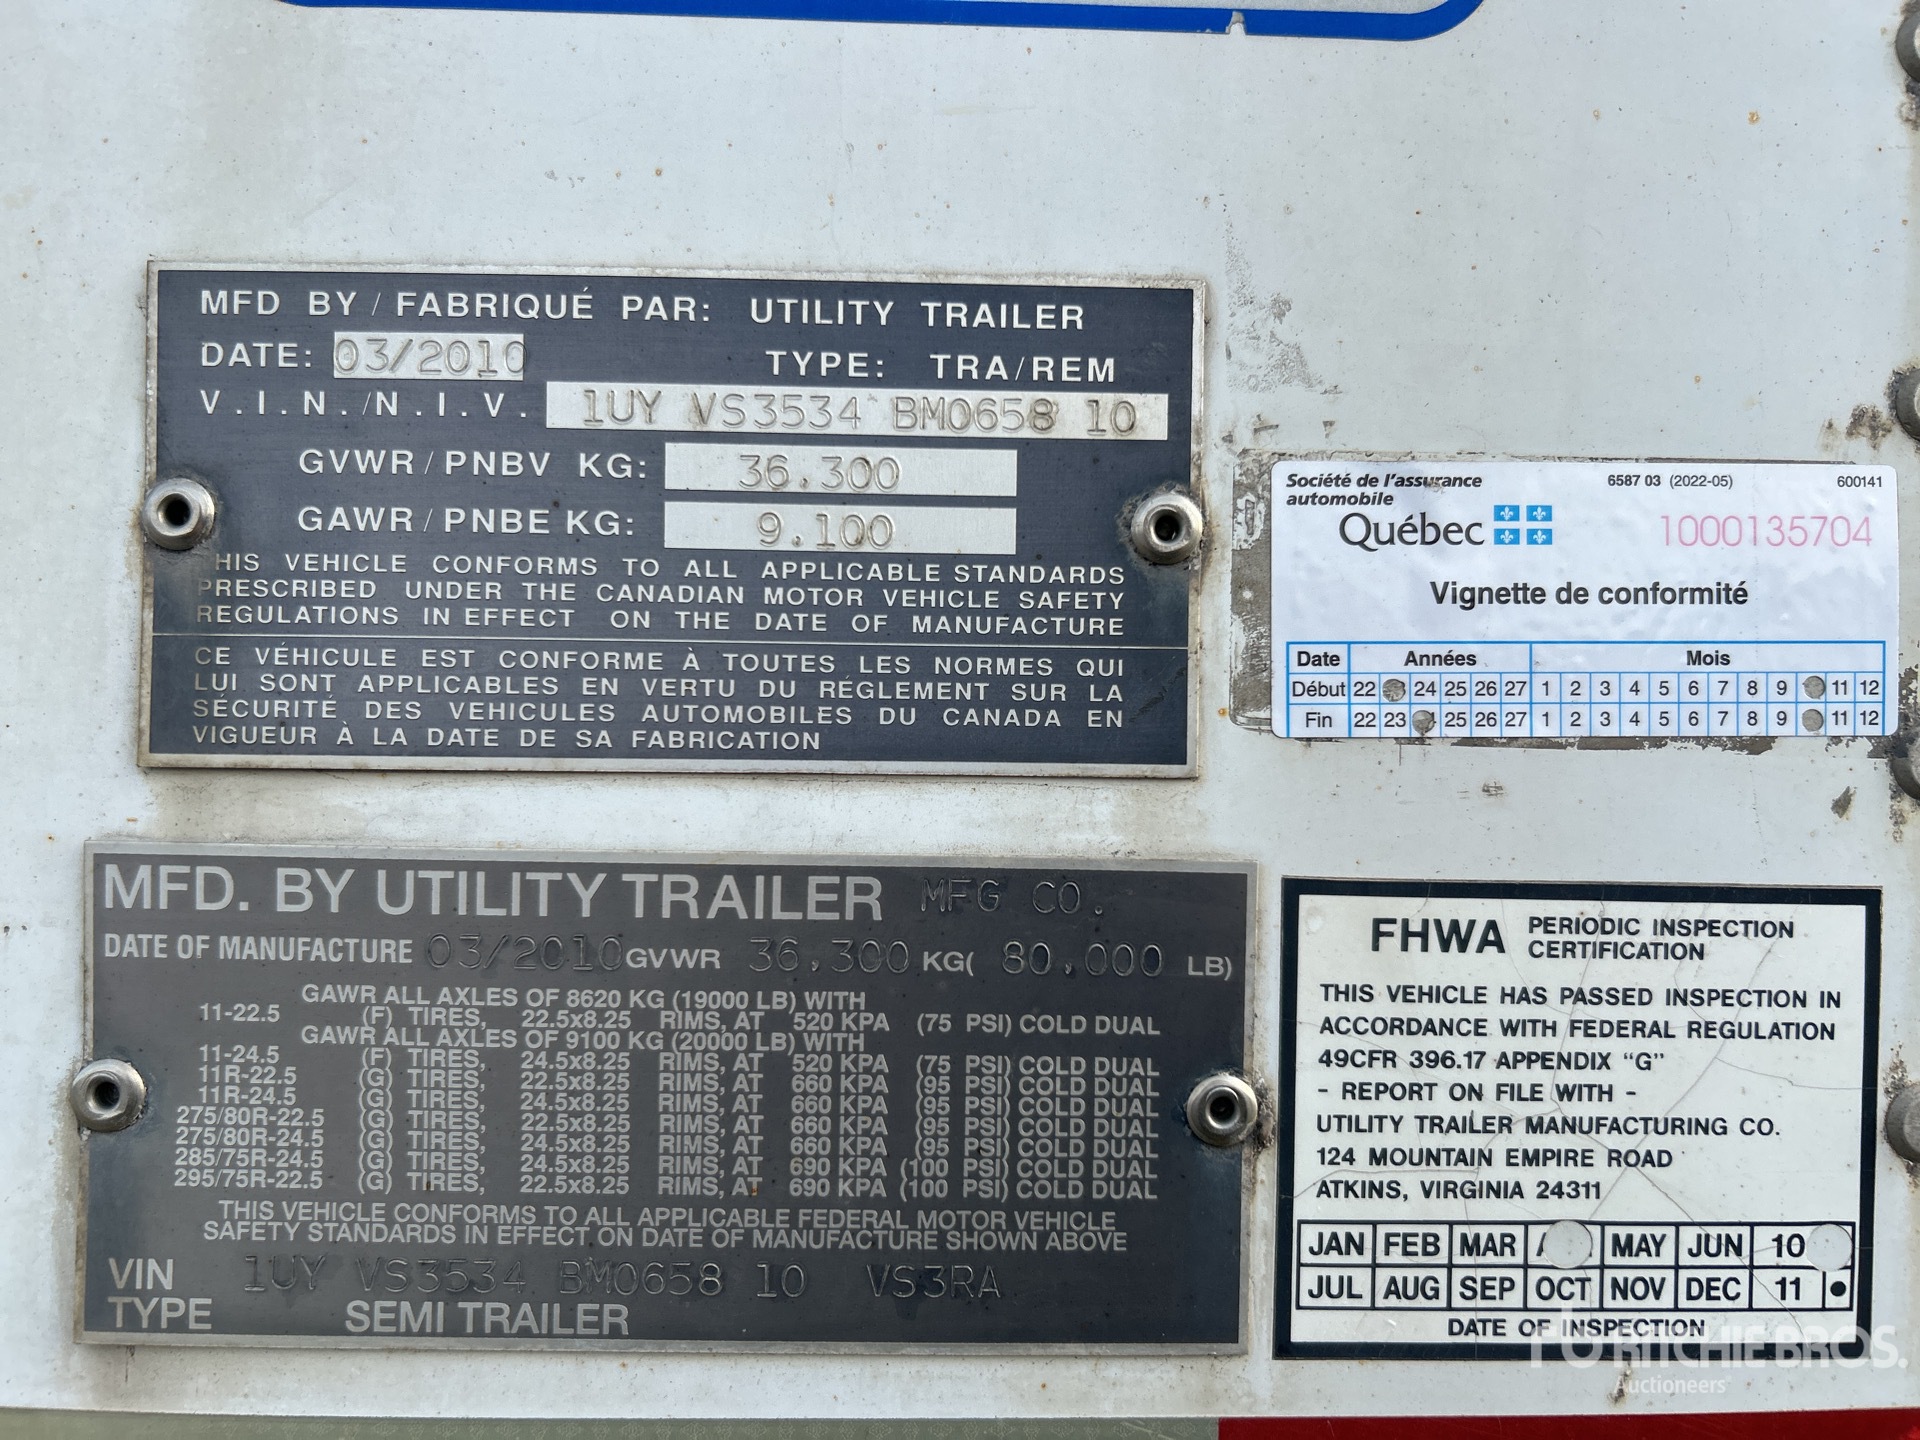 MFD BY / FABRIQUÉ PAR: UTILITY TRAILER
DATE: 03/2010 TYPE: TRA/REM
V.I.N./N.I.V. 1UY VS3534 BM0658 10
GVWR / PNBV KG: 36.300
GAWR / PNBE KG: 9.100
THIS VEHICLE CONFORMS TO ALL APPLICABLE STANDARDS
PRESCRIBED UNDER THE CANADIAN MOTOR VEHICLE SAFETY
REGULATIONS IN EFFECT ON THE DATE OF MANUFACTURE
CE VÉHICULE EST CONFORME À TOUTES LES NORMES QUI
LUI SONT APPLICABLES EN VERTU DU RÉGLEMENT SUR LA
SÉCURITÉ DES VEHICULES AUTOMOBILES DU CANADA EN
VIGUEUR À LA DATE DE SA FABRICATION
Société de l'assurance
automobile
Québec
6587 03 (2022-05) 600141
1000135704
Vignette de conformité
Date Années Mois
Début 22 24 25 26 27 1 2 3 4 5 6 7 8 9 11 12
Fin 22 23 25 26 27 1 2 3 4 5 6 7 8 9 11 12
MFD. BY UTILITY TRAILER MFG CO.
DATE OF MANUFACTURE 03/2010 GVWR 36.300 KG( 80.000 LB)
GAWR ALL AXLES OF 8620 KG (19000 LB) WITH
11-22.5 (F) TIRES, 22.5x8.25 RIMS, AT 520 KPA (75 PSI) COLD DUAL
GAWR ALL AXLES OF 9100 KG (20000 LB) WITH
11-24.5 (F) TIRES, 24.5x8.25 RIMS, AT 520 KPA (75 PSI) COLD DUAL
11R-22.5 (G) TIRES, 22.5x8.25 RIMS, AT 660 KPA (95 PSI) COLD DUAL
11R-24.5 (G) TIRES, 24.5x8.25 RIMS, AT 660 KPA (95 PSI) COLD DUAL
275/80R-22.5 (G) TIRES, 22.5x8.25 RIMS, AT 660 KPA (95 PSI) COLD DUAL
275/80R-24.5 (G) TIRES, 24.5x8.25 RIMS, AT 660 KPA (95 PSI) COLD DUAL
285/75R-24.5 (G) TIRES, 24.5x8.25 RIMS, AT 690 KPA (100 PSI) COLD DUAL
295/75R-22.5 (G) TIRES, 22.5x8.25 RIMS, AT 690 KPA (100 PSI) COLD DUAL
THIS VEHICLE CONFORMS TO ALL APPLICABLE FEDERAL MOTOR VEHICLE
SAFETY STANDARDS IN EFFECT ON DATE OF MANUFACTURE SHOWN ABOVE
VIN 1UY VS3534 BM0658 10 VS3RA
TYPE SEMI TRAILER
FHWA PERIODIC INSPECTION
CERTIFICATION
THIS VEHICLE HAS PASSED INSPECTION IN
ACCORDANCE WITH FEDERAL REGULATION
49CFR 396.17 APPENDIX "G"
- REPORT ON FILE WITH -
UTILITY TRAILER MANUFACTURING CO.
124 MOUNTAIN EMPIRE ROAD
ATKINS, VIRGINIA 24311
JAN FEB MAR MAY JUN 10
JUL AUG SEP OCT NOV DEC 11
DATE OF INSPECTION
RITCHIE BROS.
Auctioneers